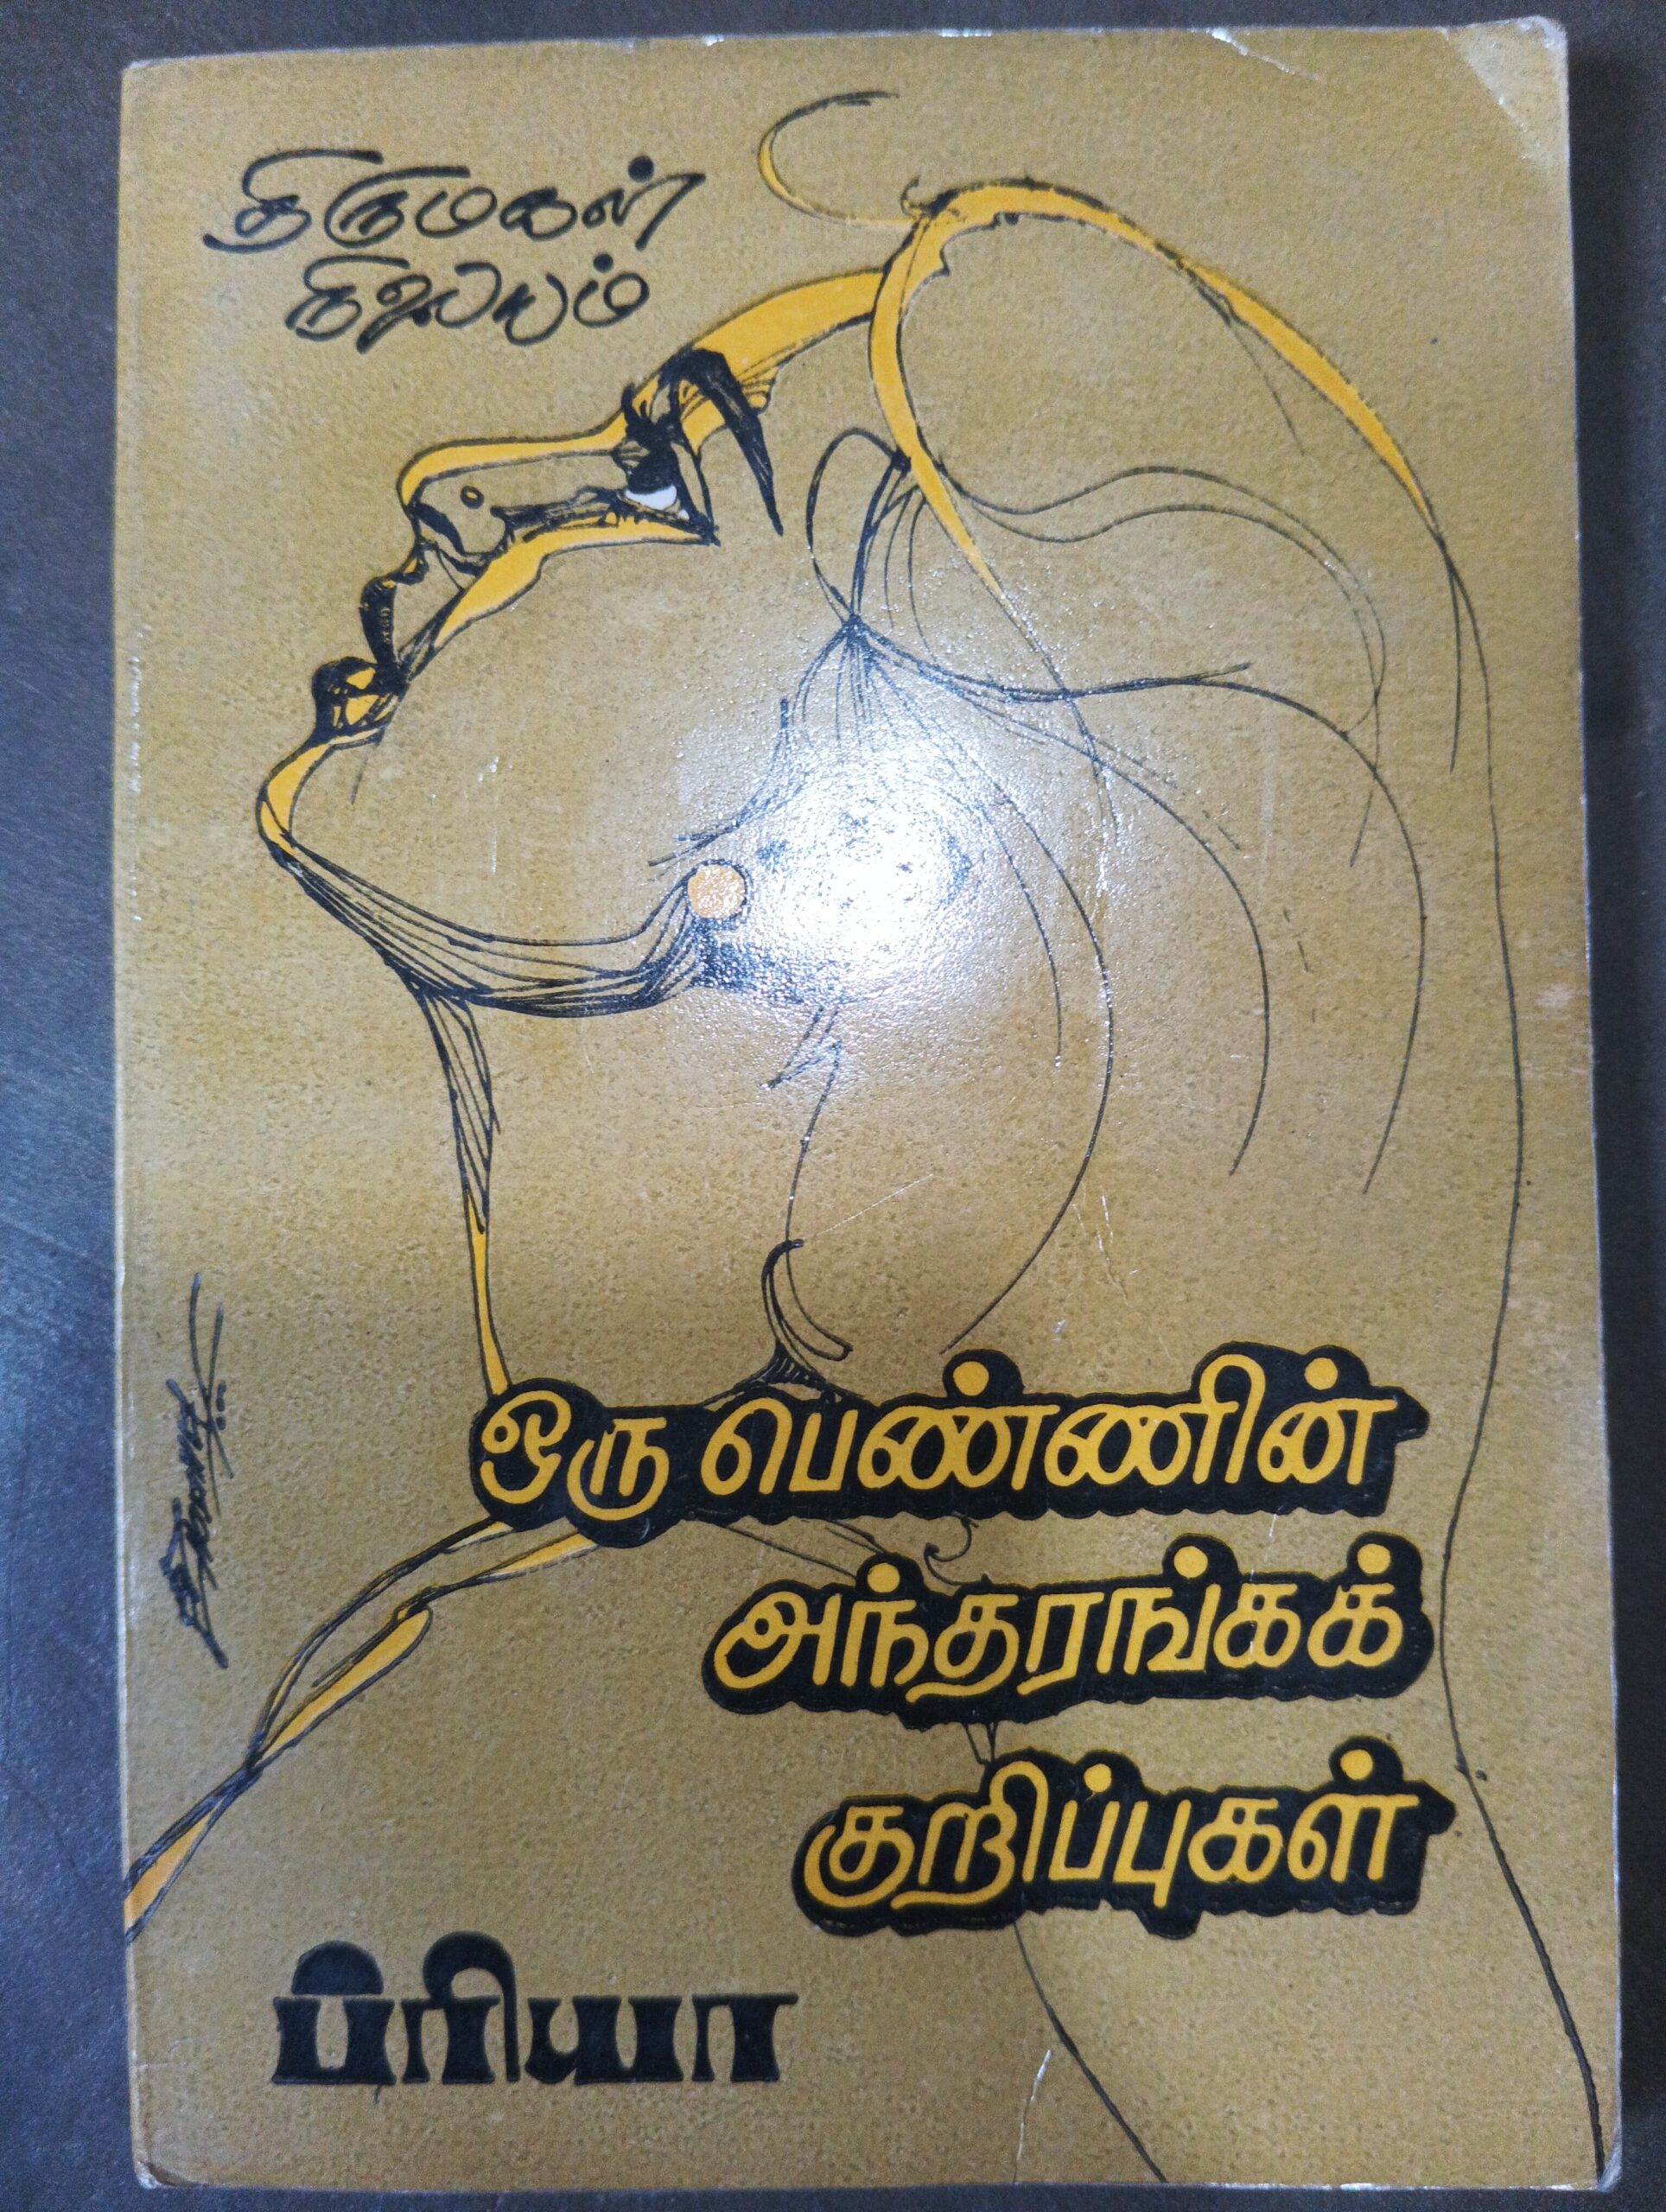 திருமகள்
நிலையம்
ஒரு பெண்ணின்
அந்தரங்கக்
குறிப்புகள்
பிரியா